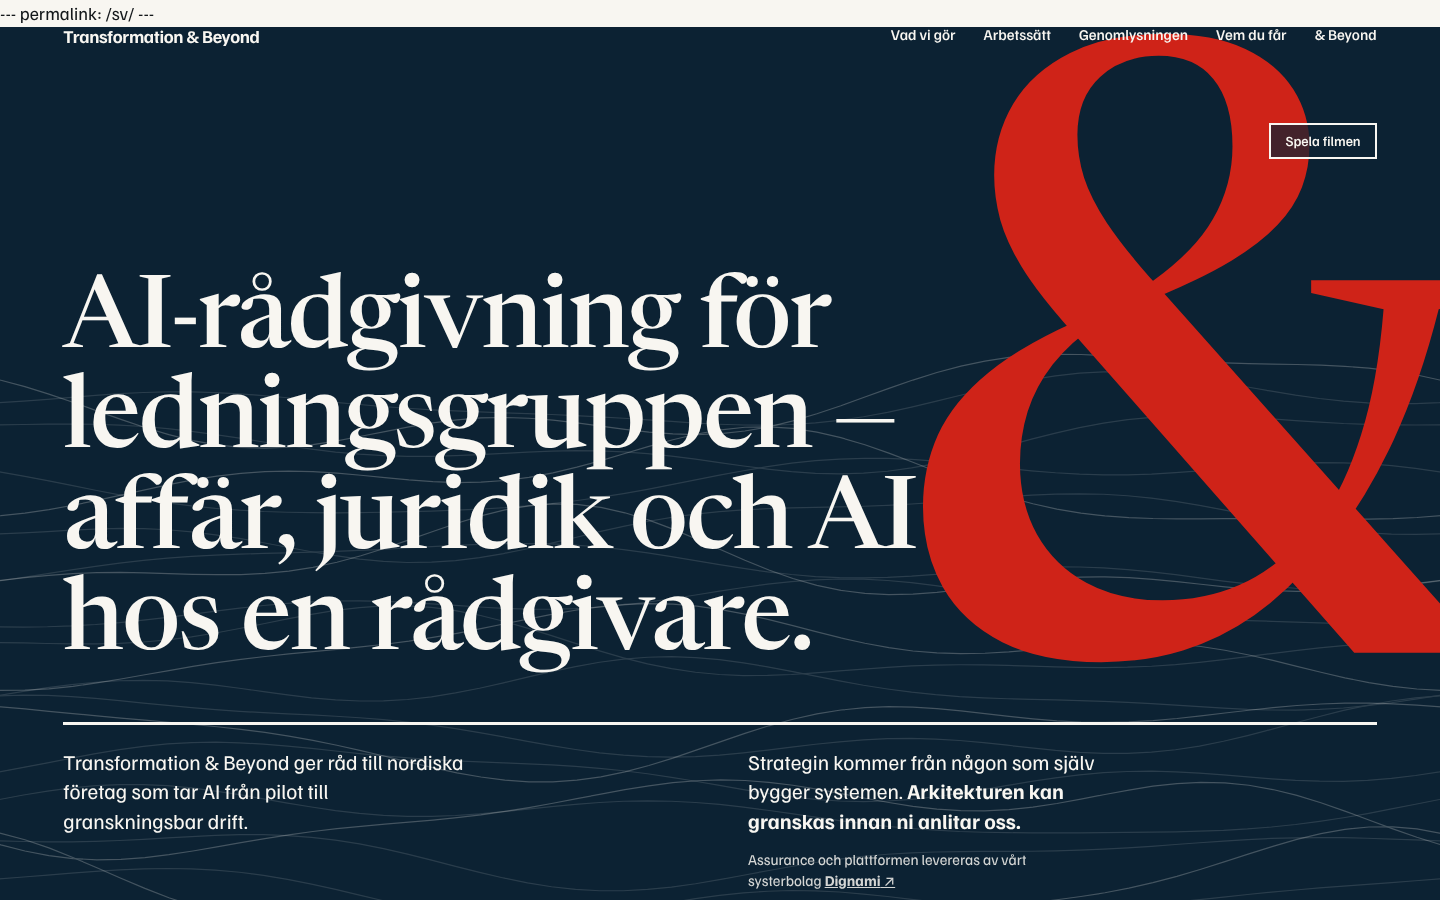 --- permalink: /sv/ ---
Transformation & Beyond
Vad vi gör Arbetssätt Genomlysningen Vem du får & Beyond
Spela filmen
&
AI-rådgivning för
ledningsgruppen —
affär, juridik och AI
hos en rådgivare.
Transformation & Beyond ger råd till nordiska
företag som tar AI från pilot till
granskningsbar drift.
Strategin kommer från någon som själv
bygger systemen. Arkitekturen kan
granskas innan ni anlitar oss.
Assurance och plattformen levereras av vårt
systerbolag Dignami ↗